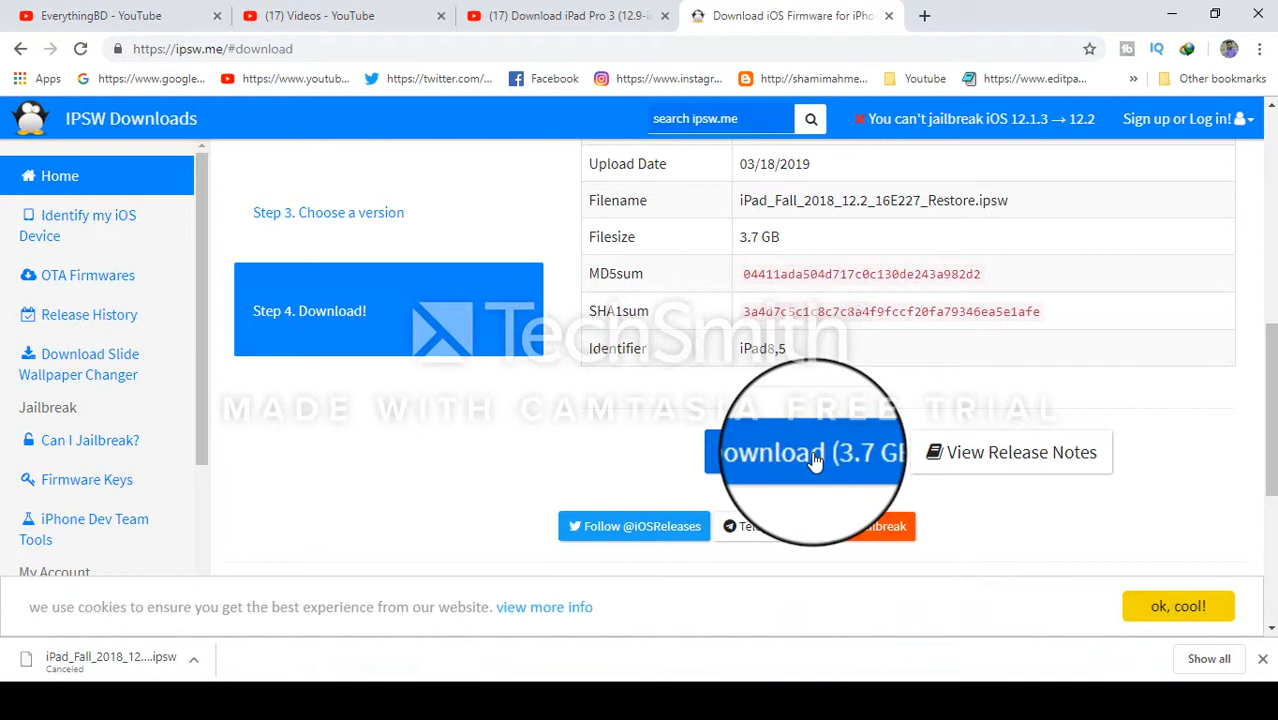 EverythingBD - YouTube
(17) Videos - YouTube
(17) Download iPad Pro 3 (12.9-i
Download iOS Firmware for iPho
https://ipsw.me/#download
Apps
https://www.google...
https://www.youtub...
https://twitter.com/...
Facebook
https://www.instagr...
http://shamimahme...
Youtube
https://www.editpa...
»
Other bookmarks
IPSW Downloads
search ipsw.me
You can't jailbreak iOS 12.1.3 → 12.2
Sign up or Log in!
Home
Identify my iOS
Device
OTA Firmwares
Release History
Download Slide
Wallpaper Changer
Jailbreak
Can I Jailbreak?
Firmware Keys
iPhone Dev Team
Tools
My Account
Step 3. Choose a version
Step 4. Download!
Upload Date 03/18/2019
Filename iPad_Fall_2018_12.2_16E227_Restore.ipsw
Filesize 3.7 GB
MD5sum 04411ada504d717c0c130de243a982d2
SHA1sum 3a4d7c5c1c8c7c8a4f9fccf20fa79346ea5e1afe
Identifier iPad8,5
TechSmith
MADE WITH CAMTASIA FREE TRIAL
ownload (3.7 GB
View Release Notes
Follow @iOSReleases
Tel
lbreak
we use cookies to ensure you get the best experience from our website. view more info
ok, cool!
iPad_Fall_2018_12....ipsw
Canceled
Show all